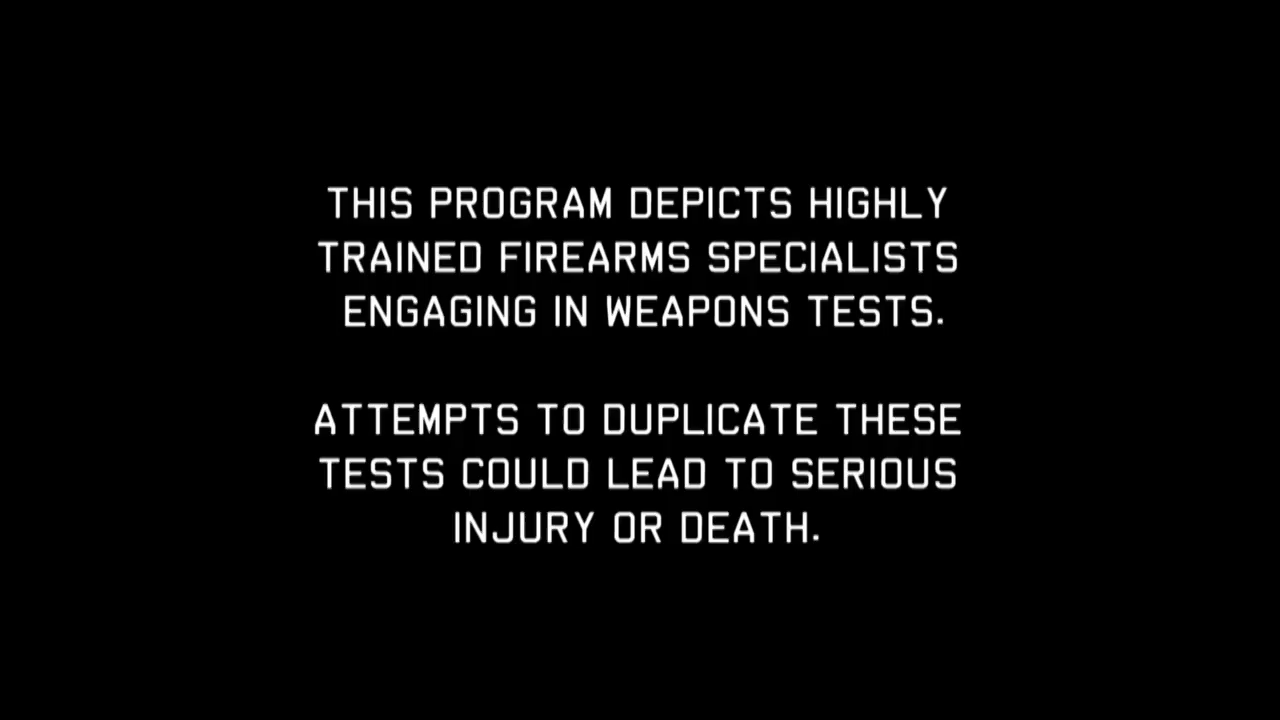 THIS PROGRAM DEPICTS HIGHLY
TRAINED FIREARMS SPECIALISTS
ENGAGING IN WEAPONS TESTS.
ATTEMPTS TO DUPLICATE THESE
TESTS COULD LEAD TO SERIOUS
INJURY OR DEATH.